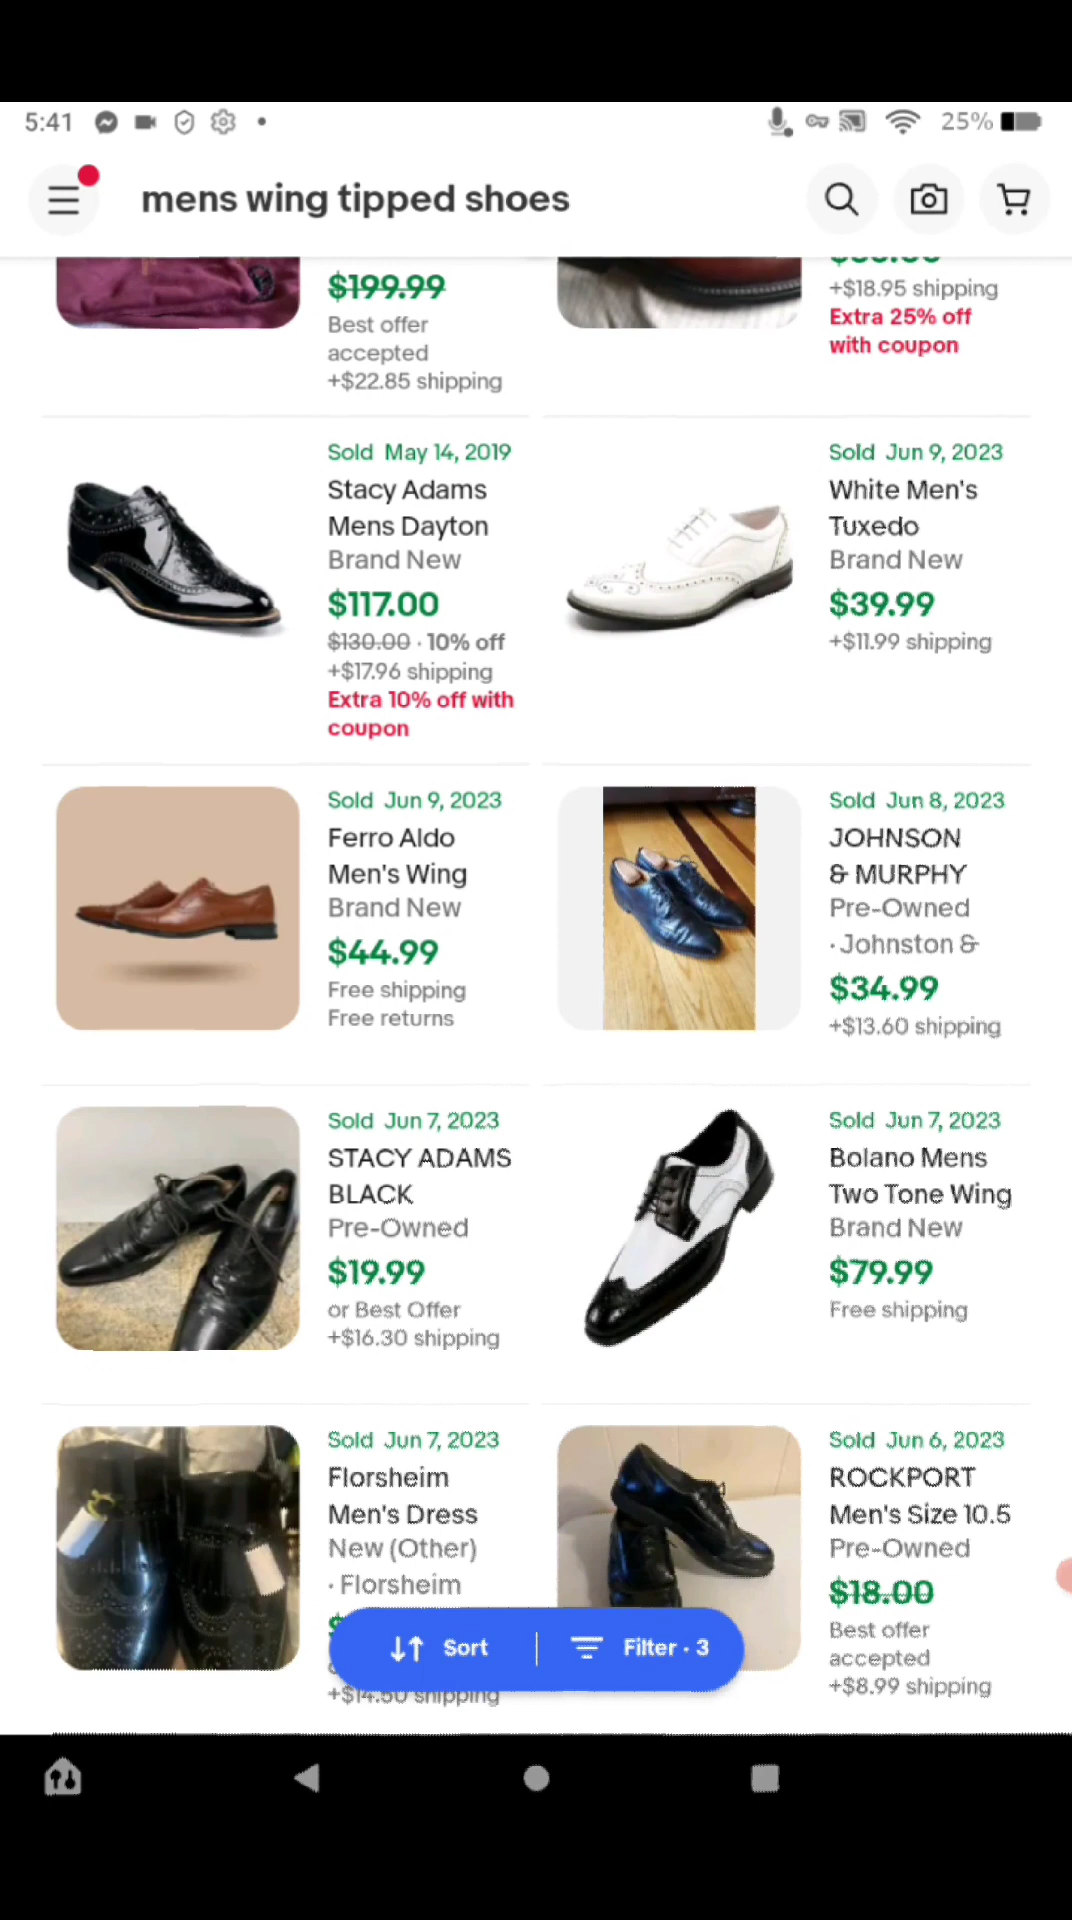 5:41
25%
mens wing tipped shoes
$199.99
Best offer
accepted
+$22.85 shipping
+$18.95 shipping
Extra 25% off
with coupon
Sold May 14, 2019
Stacy Adams
Mens Dayton
Brand New
$117.00
$130.00 · 10% off
+$17.96 shipping
Extra 10% off with
coupon
Sold Jun 9, 2023
White Men's
Tuxedo
Brand New
$39.99
+$11.99 shipping
Sold Jun 9, 2023
Ferro Aldo
Men's Wing
Brand New
$44.99
Free shipping
Free returns
Sold Jun 8, 2023
JOHNSON
& MURPHY
Pre-Owned
· Johnston &
$34.99
+$13.60 shipping
Sold Jun 7, 2023
STACY ADAMS
BLACK
Pre-Owned
$19.99
or Best Offer
+$16.30 shipping
Sold Jun 7, 2023
Bolano Mens
Two Tone Wing
Brand New
$79.99
Free shipping
Sold Jun 7, 2023
Florsheim
Men's Dress
New (Other)
· Florsheim
+$14.50 shipping
Sold Jun 6, 2023
ROCKPORT
Men's Size 10.5
Pre-Owned
$18.00
Best offer
accepted
+$8.99 shipping
Sort
Filter · 3